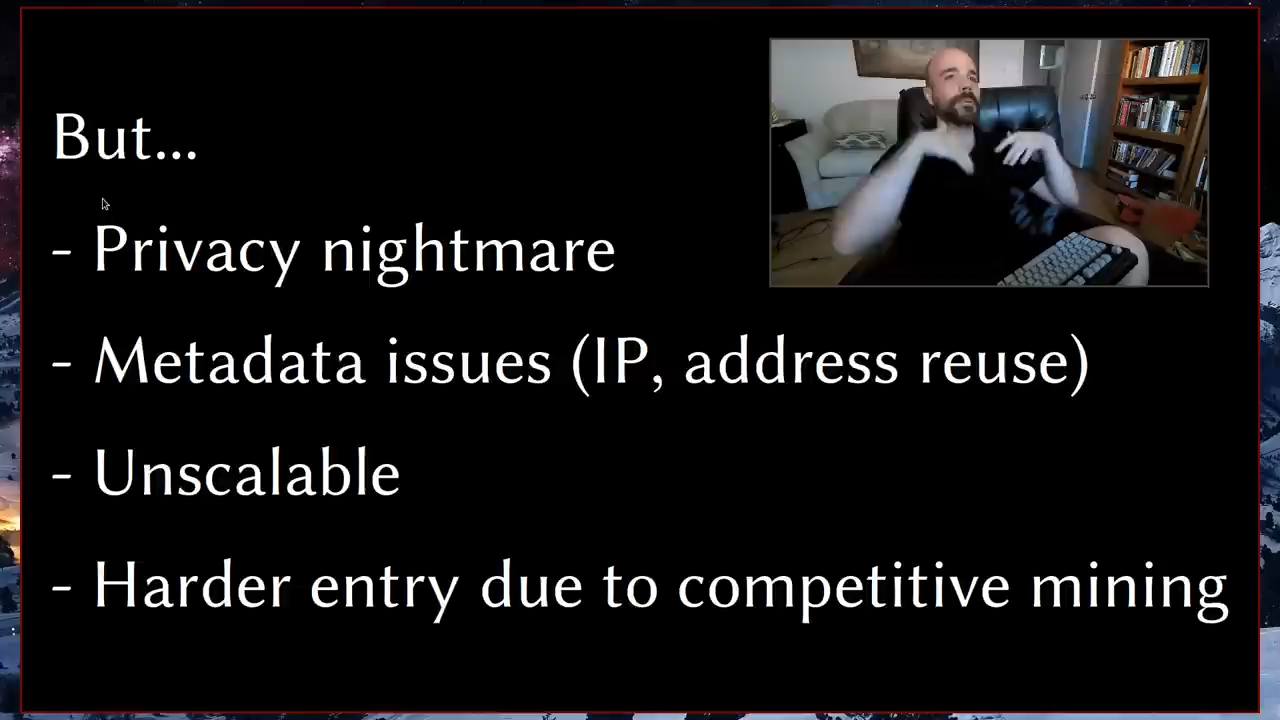 But...
- Privacy nightmare
- Metadata issues (IP, address reuse)
- Unscalable
- Harder entry due to competitive mining